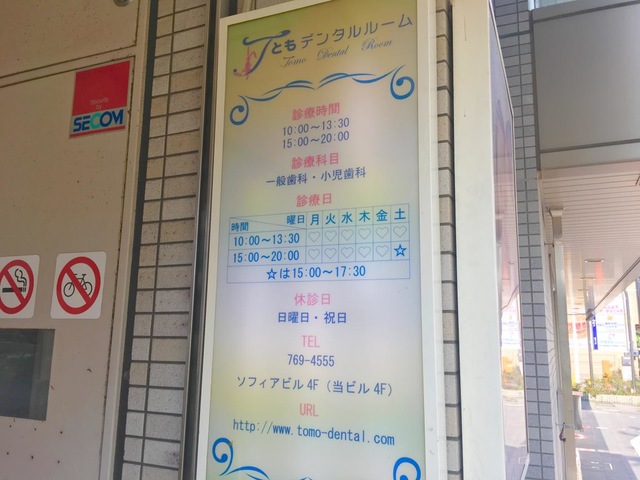 ともデンタルルーム
Tomo Dental Room
診療時間
10:00〜13:30
15:00〜20:00
診療科目
一般歯科・小児歯科
診療日
時間 曜日 月 火 水 木 金 土
10:00〜13:30 ♡ ♡ ♡ ♡ ♡ ♡
15:00〜20:00 ♡ ♡ ♡ ♡ ♡ ☆
☆は15:00〜17:30
休診日
日曜日・祝日
TEL
769-4555
ソフィアビル4F（当ビル4F）
URL
http://www.tomo-dental.com
SECOM